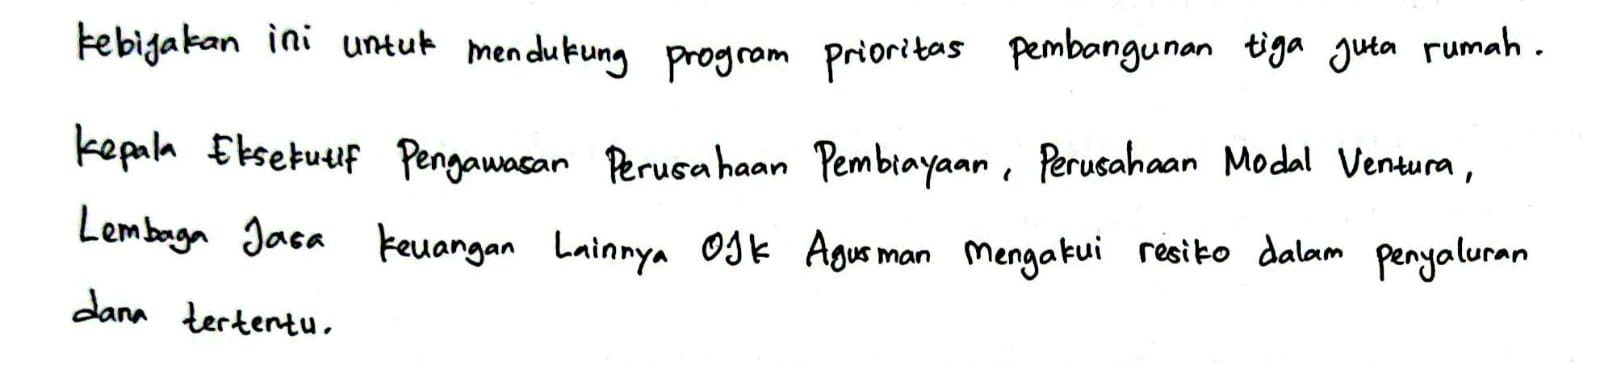 kebijakan ini untuk mendukung program prioritas pembangunan tiga juta rumah.
kepala Eksekutif Pengawasan Perusahaan Pembiayaan, Perusahaan Modal Ventura,
Lembaga Jasa keuangan Lainnya OJK Agusman mengakui resiko dalam penyaluran
dana tertentu.